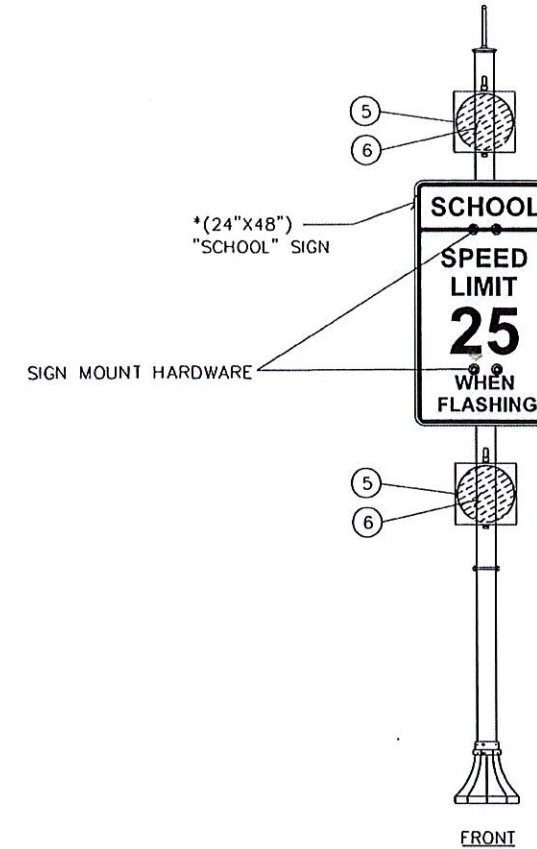 5
6
*(24"X48")
"SCHOOL" SIGN
SCHOOL
SPEED
LIMIT
25
SIGN MOUNT HARDWARE
WHEN
FLASHING
5
6
FRONT